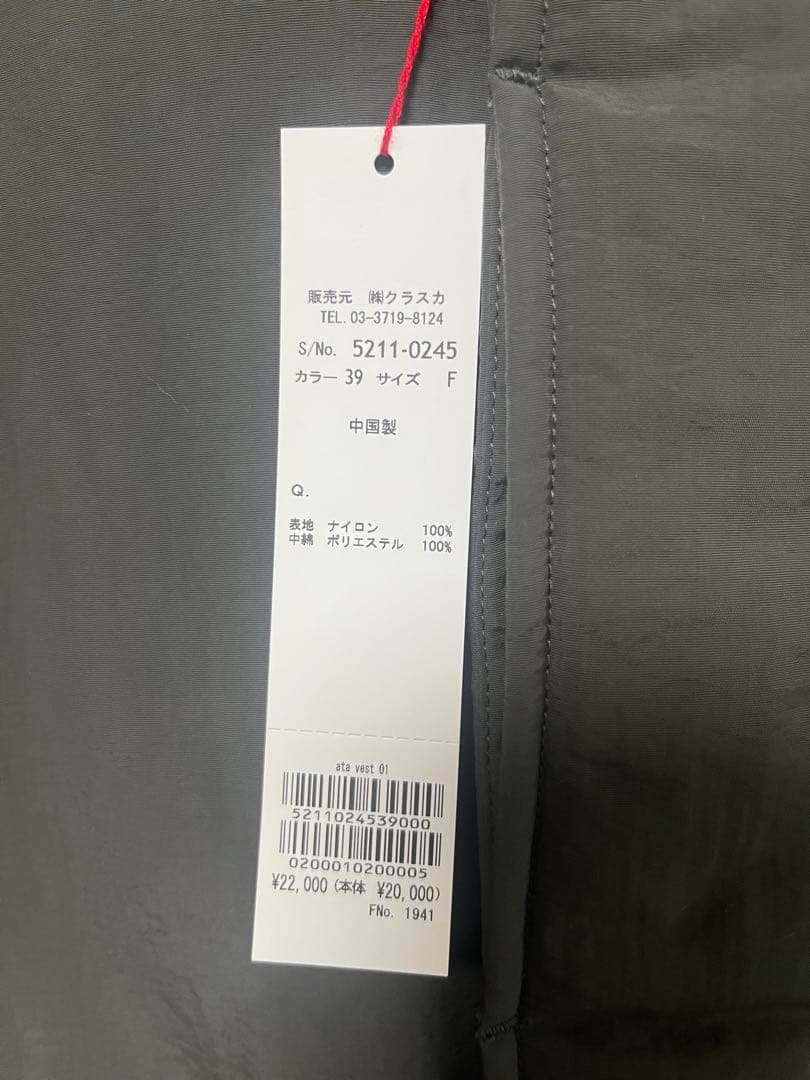 販売元 ㈱クラスカ
TEL.03-3719-8124
S/No. 5211-0245
カラー 39 サイズ F
中国製
Q.
表地 ナイロン 100%
中綿 ポリエステル 100%
ata vest 01
5211024539000
0200010200005
¥22,000 (本体 ¥20,000)
FNo. 1941